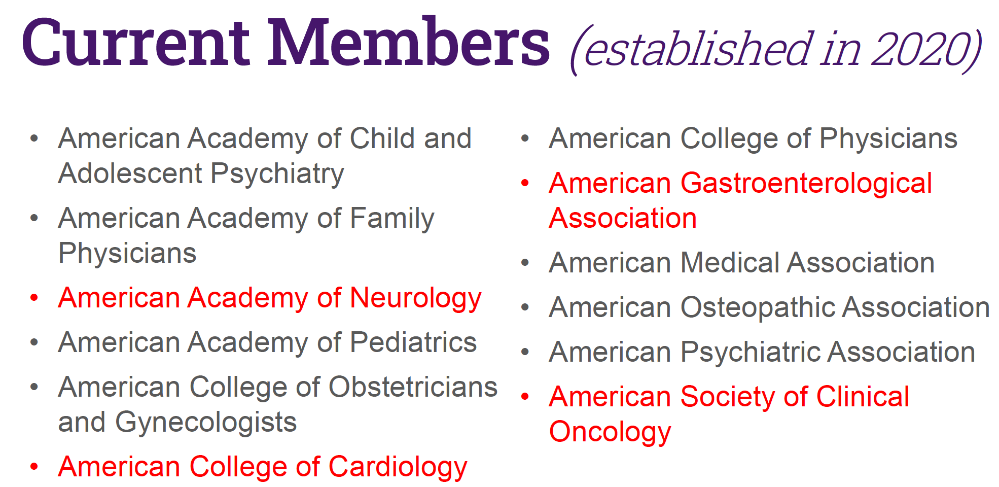 Current Members (established in 2020)
• American Academy of Child and
Adolescent Psychiatry
• American Academy of Family
Physicians
• American Academy of Neurology
• American Academy of Pediatrics
• American College of Obstetricians
and Gynecologists
• American College of Cardiology
• American College of Physicians
• American Gastroenterological
Association
• American Medical Association
• American Osteopathic Association
• American Psychiatric Association
• American Society of Clinical
Oncology